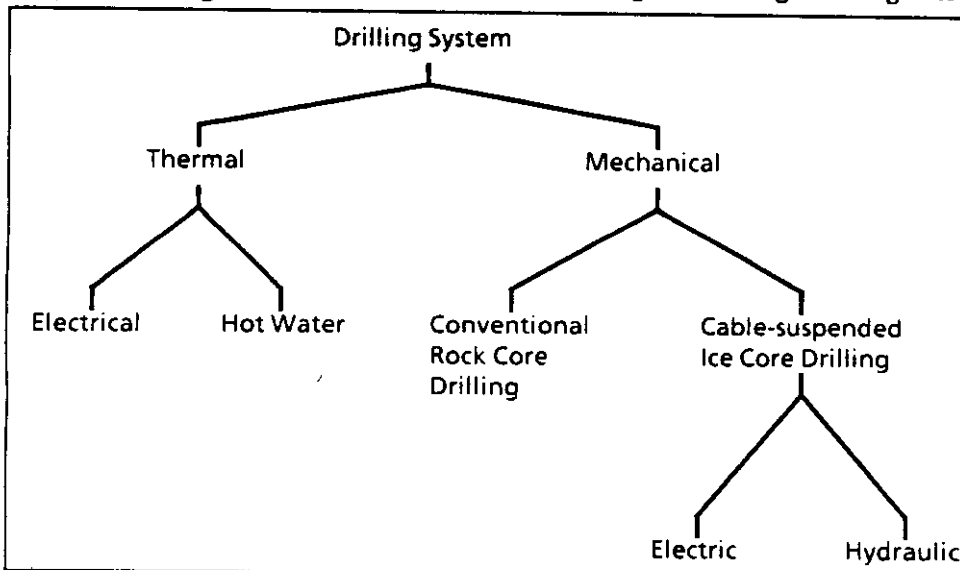 Drilling System
Thermal
Mechanical
Electrical
Hot Water
Conventional
Rock Core
Drilling
Cable-suspended
Ice Core Drilling
Electric
Hydraulic